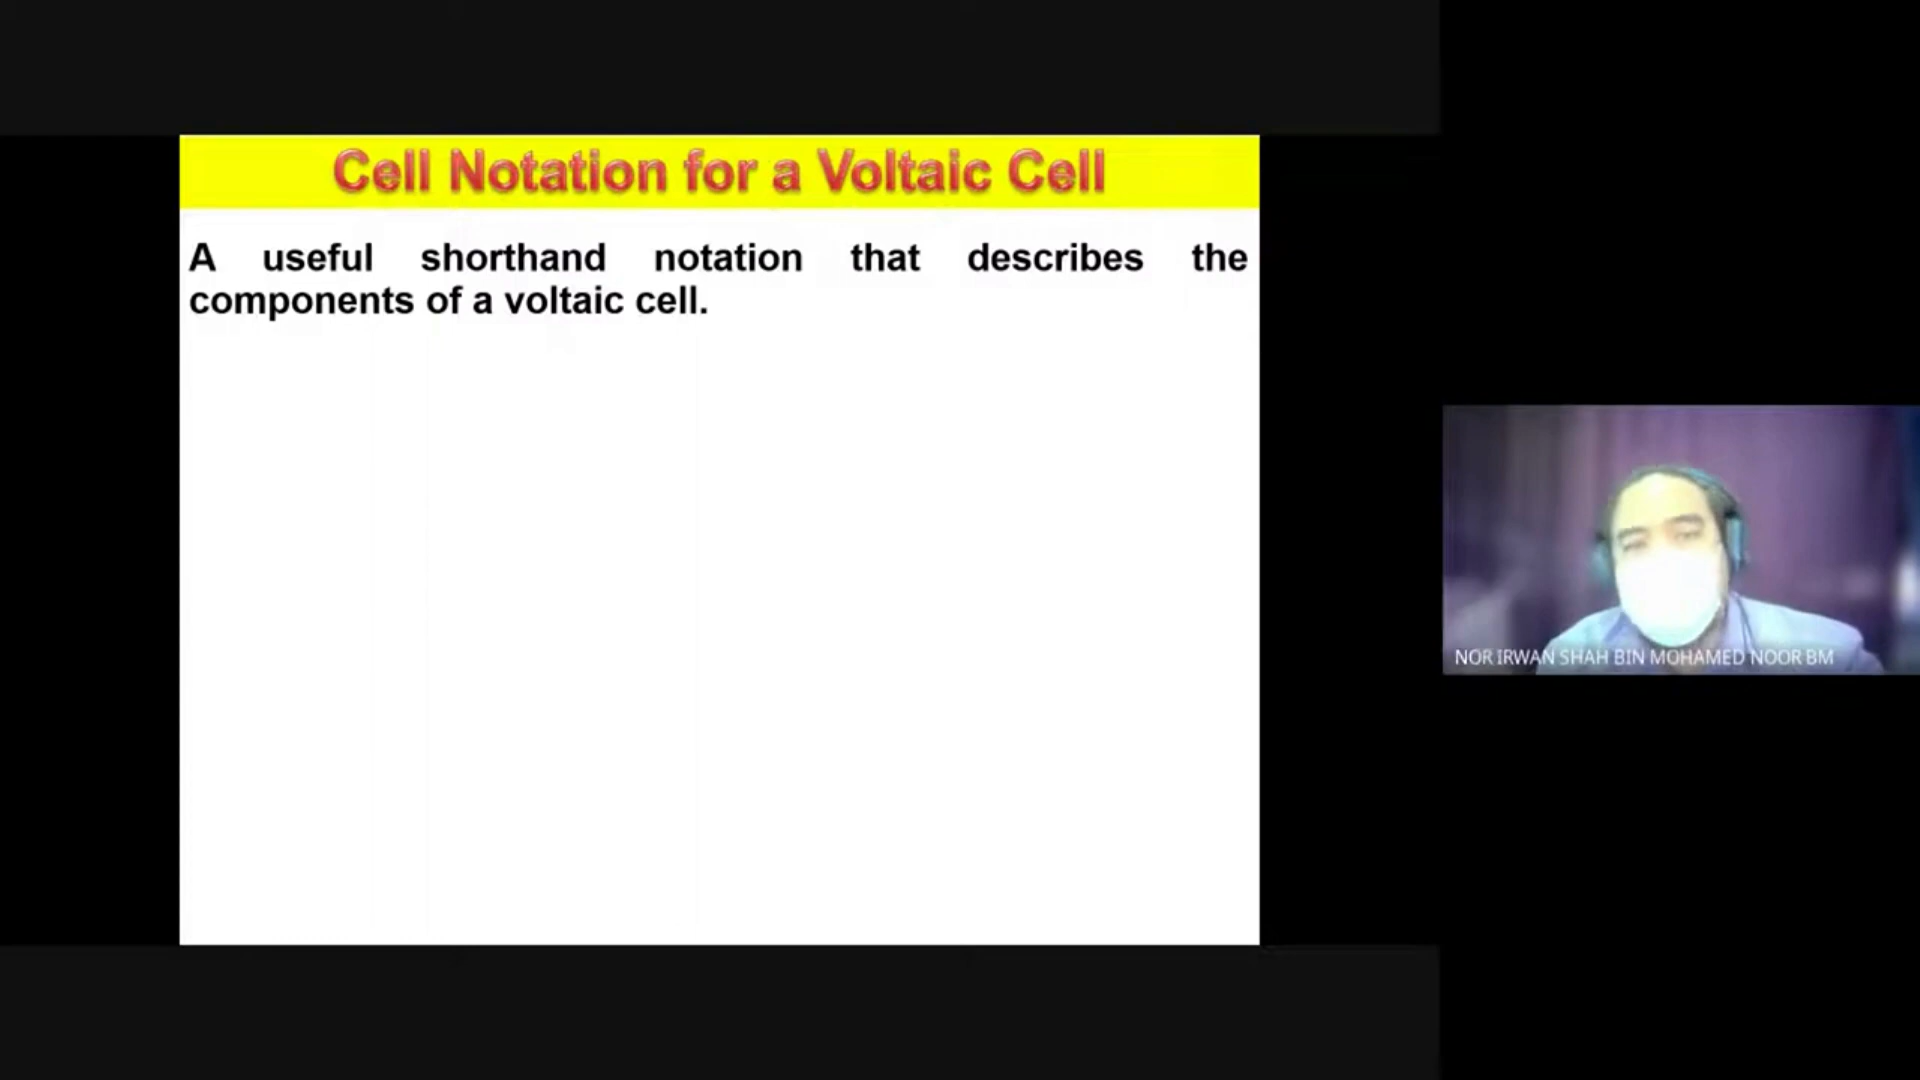 Cell Notation for a Voltaic Cell
A useful shorthand notation that describes the
components of a voltaic cell.
NOR IRWAN SHAH BIN MOHAMED NOOR BM